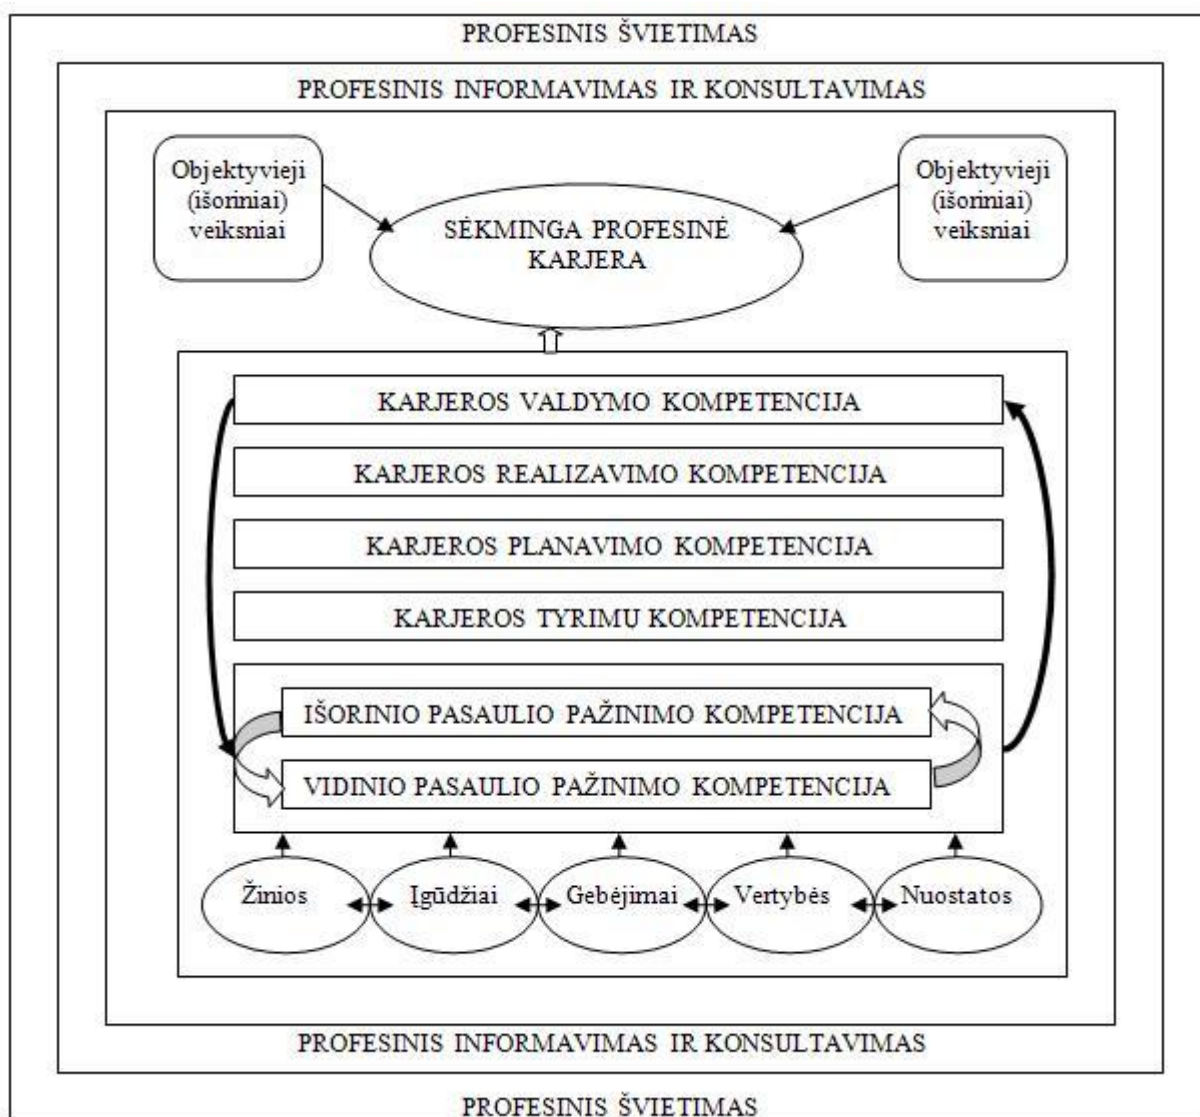 PROFESINIS ŠVIETIMAS
PROFESINIS INFORMAVIMAS IR KONSULTAVIMAS
Objektyvieji
(išoriniai)
veiksniai
SĖKMINGA PROFESINĖ
KARJERA
Objektyvieji
(išoriniai)
veiksniai
KARJEROS VALDYMO KOMPETENCIJA
KARJEROS REALIZAVIMO KOMPETENCIJA
KARJEROS PLANAVIMO KOMPETENCIJA
KARJEROS TYRIMŲ KOMPETENCIJA
IŠORINIO PASAULIO PAŽINIMO KOMPETENCIJA
VIDINIO PASAULIO PAŽINIMO KOMPETENCIJA
Žinios
Įgūdžiai
Gebėjimai
Vertybės
Nuostatos
PROFESINIS INFORMAVIMAS IR KONSULTAVIMAS
PROFESINIS ŠVIETIMAS